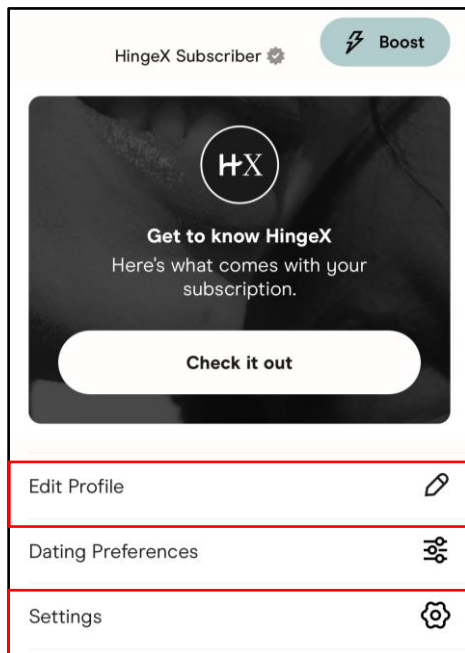 Boost
HingeX Subscriber
HX
Get to know HingeX
Here's what comes with your
subscription.
Check it out
Edit Profile
Dating Preferences
Settings